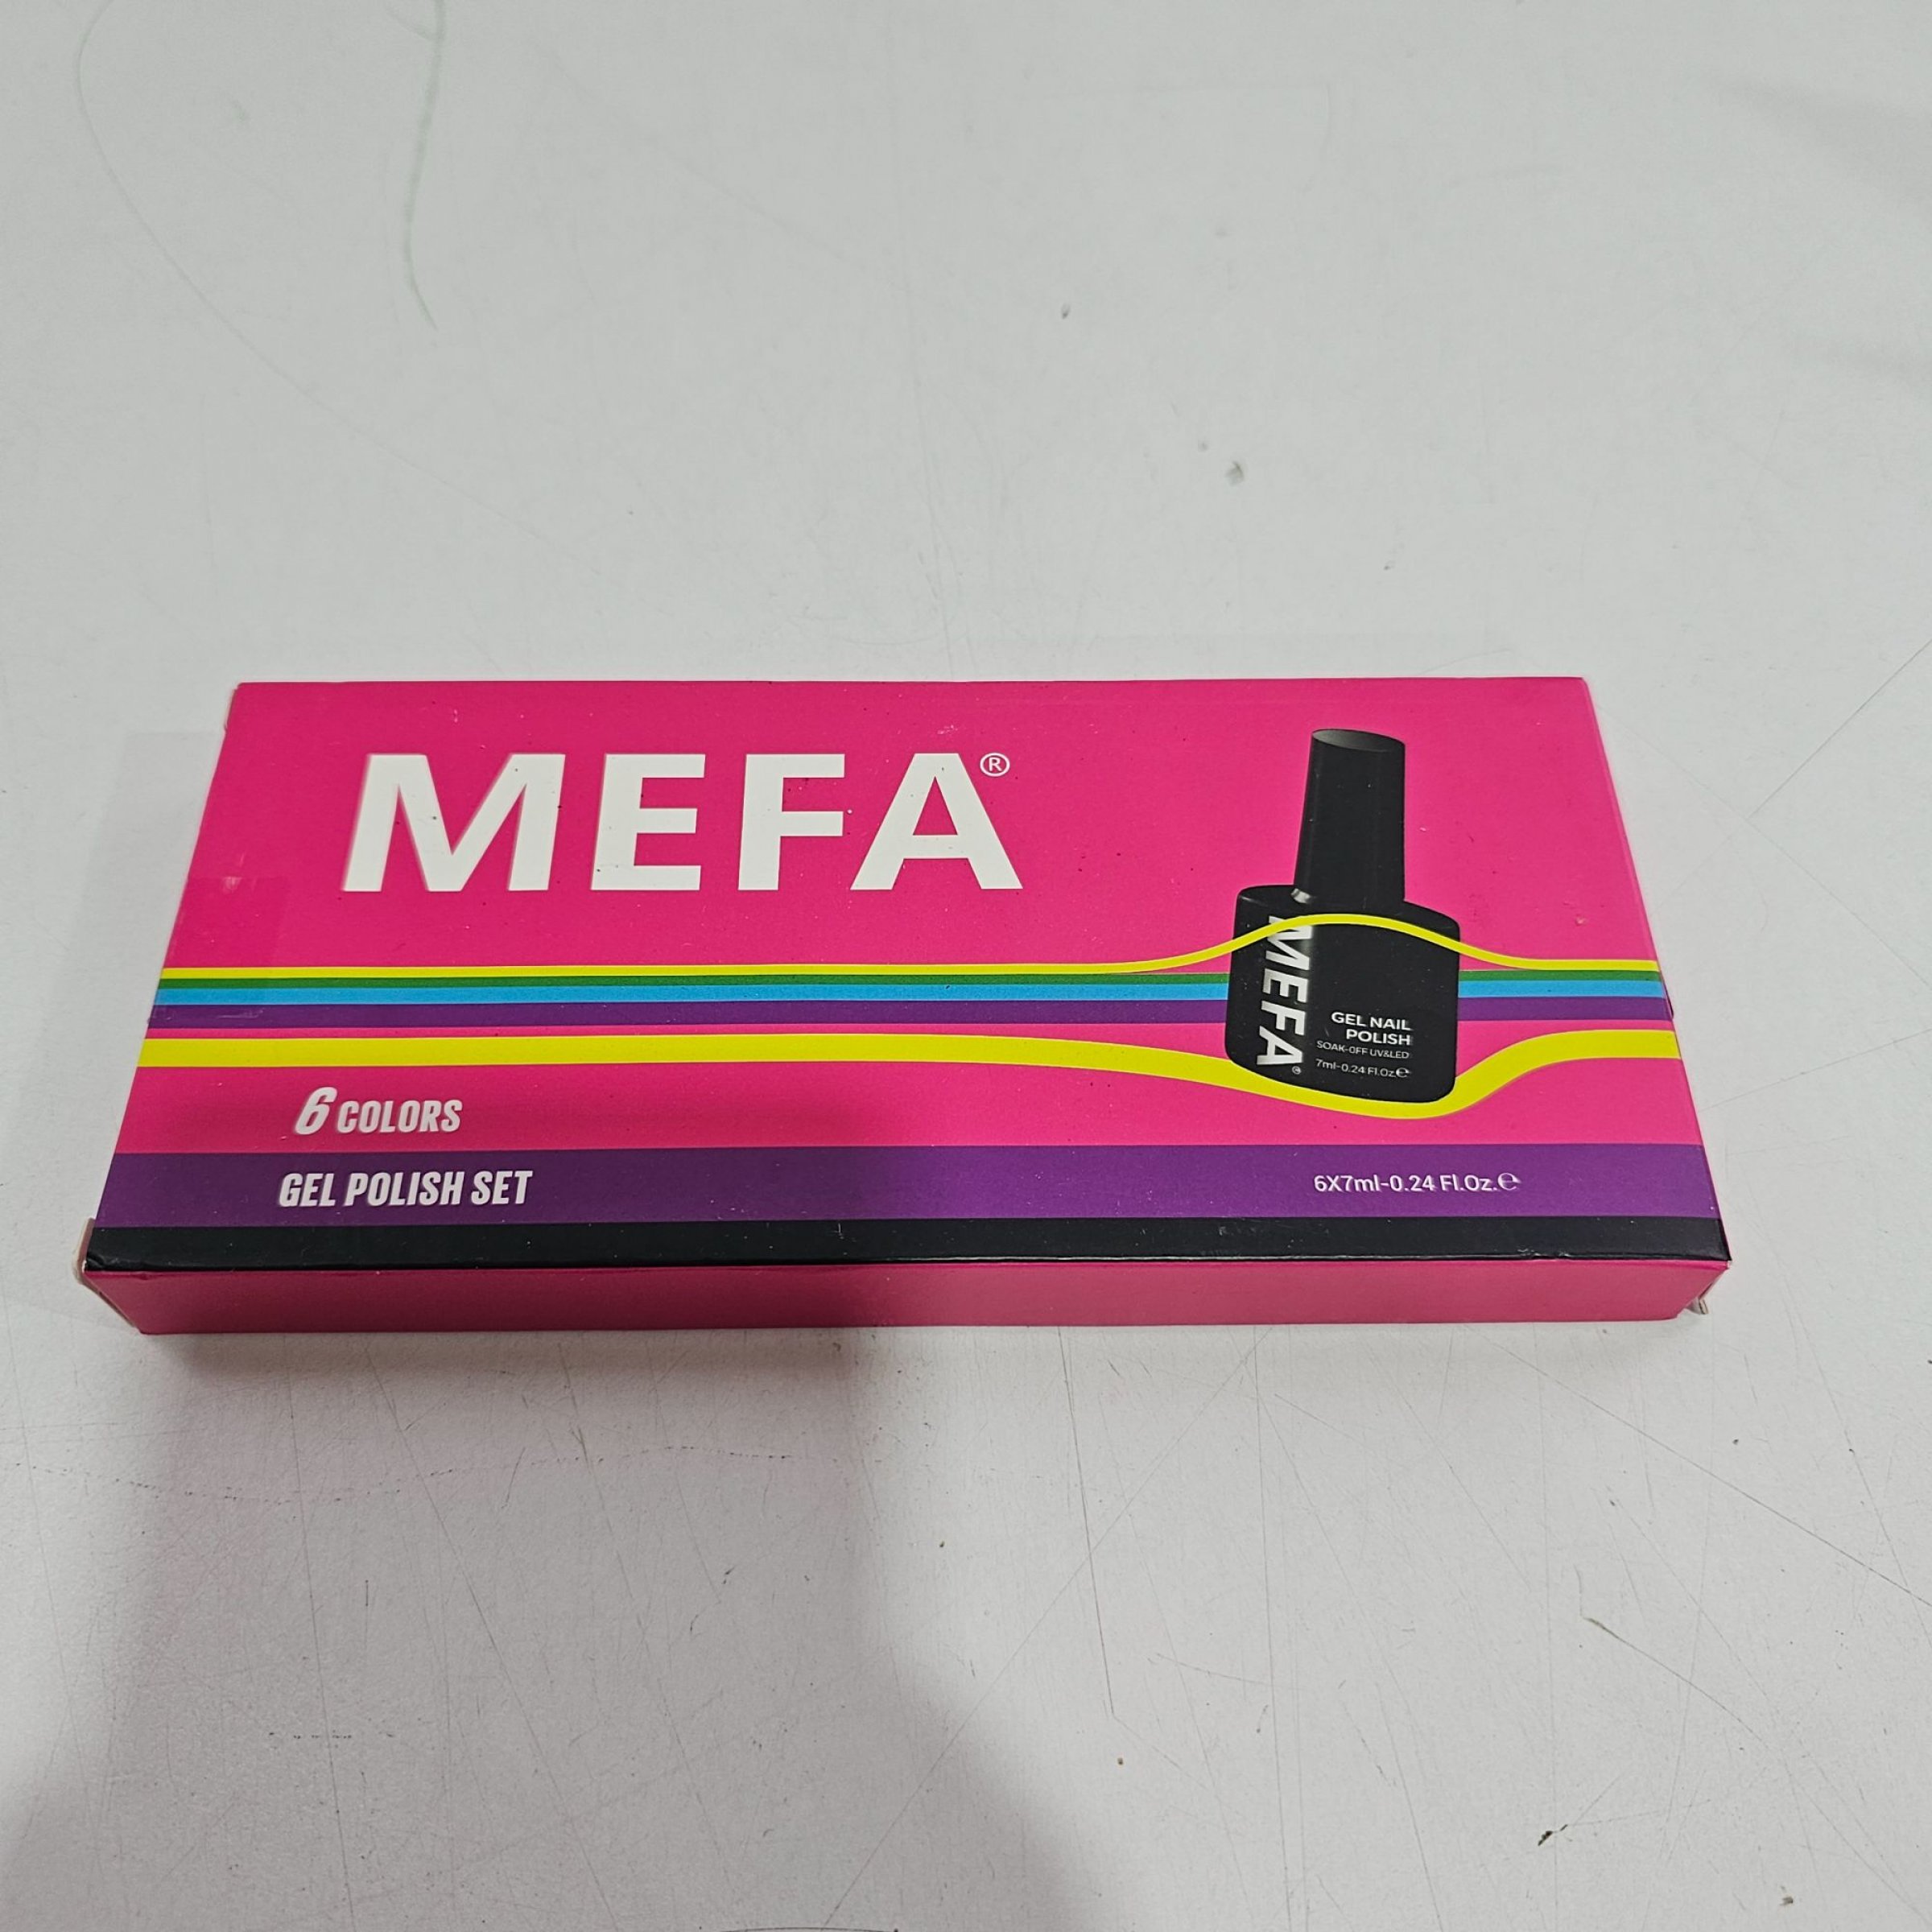 MEFA®
MEFA®
GEL NAIL
POLISH
SOAK-OFF UV&LED
7ml-0.24 Fl.Oz.℮
6 COLORS
GEL POLISH SET
6X7ml-0.24 Fl.Oz.℮